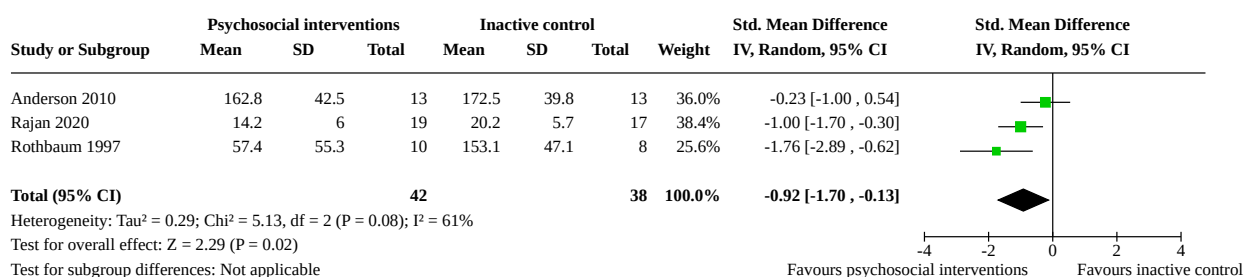 Psychosocial interventions Inactive control Std. Mean Difference Std. Mean Difference
Study or Subgroup Mean SD Total Mean SD Total Weight IV, Random, 95% CI IV, Random, 95% CI
Anderson 2010 162.8 42.5 13 172.5 39.8 13 36.0% -0.23 [-1.00 , 0.54]
Rajan 2020 14.2 6 19 20.2 5.7 17 38.4% -1.00 [-1.70 , -0.30]
Rothbaum 1997 57.4 55.3 10 153.1 47.1 8 25.6% -1.76 [-2.89 , -0.62]
Total (95% CI) 42 38 100.0% -0.92 [-1.70 , -0.13]
Heterogeneity: Tau² = 0.29; Chi² = 5.13, df = 2 (P = 0.08); I² = 61%
Test for overall effect: Z = 2.29 (P = 0.02) -4 -2 0 2 4
Test for subgroup differences: Not applicable Favours psychosocial interventions Favours inactive control